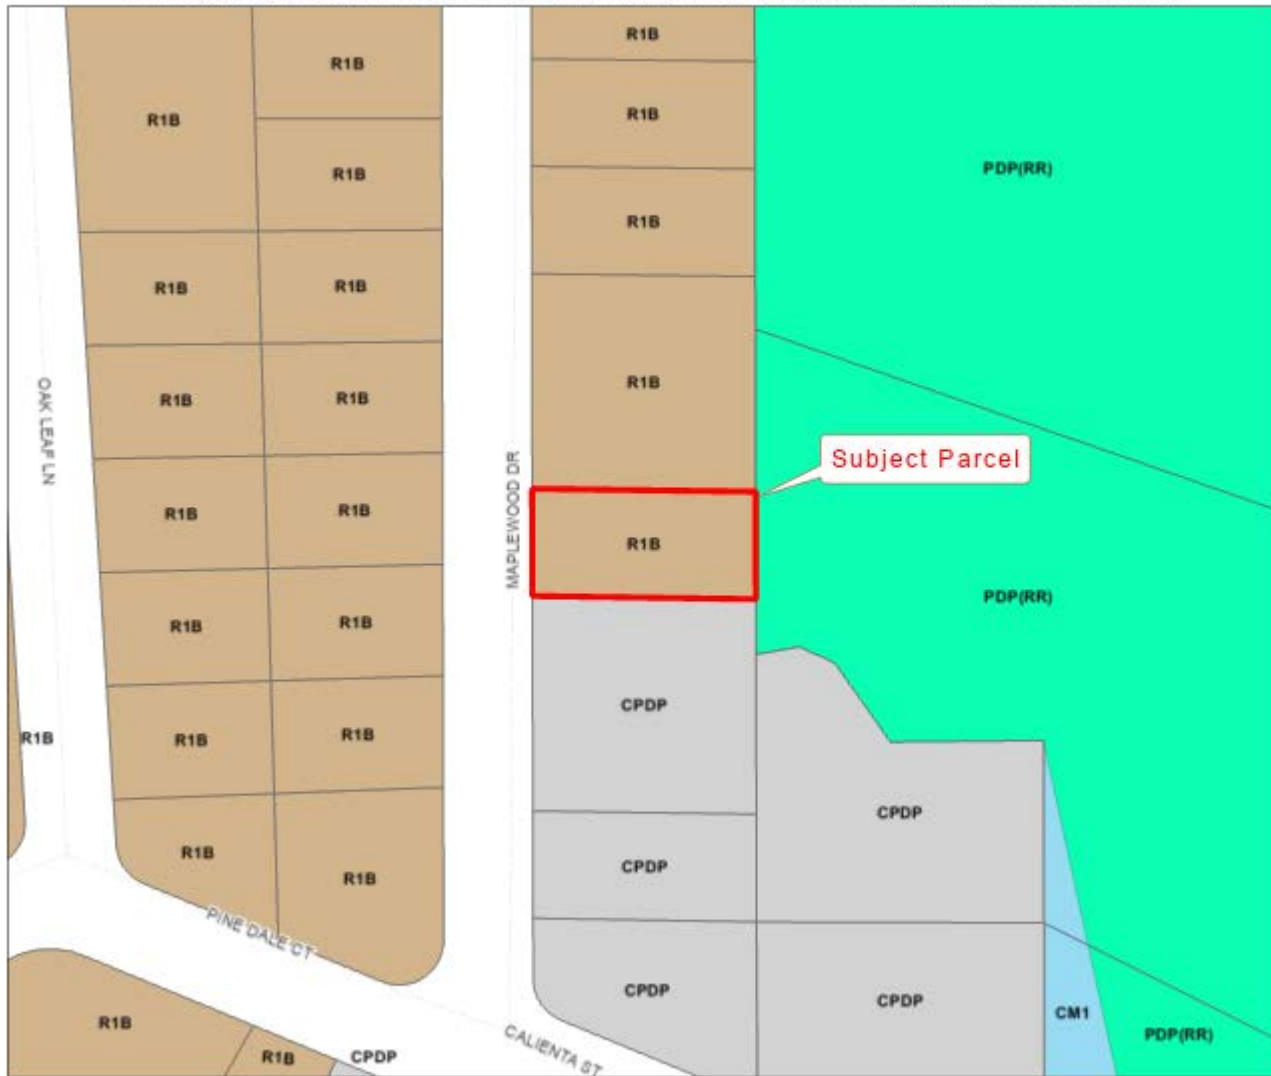 R1B
R1B
R1B
R1B
R1B
PDP(RR)
R1B
R1B
R1B
R1B
R1B
R1B
R1B
OAK LEAF LN
MAPLEWOOD DR
Subject Parcel
R1B
R1B
R1B
R1B
R1B
PDP(RR)
CPDP
R1B
R1B
R1B
CPDP
R1B
R1B
CPDP
PINE DALE CT
CPDP
CPDP
CM1
R1B
PDP(RR)
CALIENTA ST
R1B
CPDP